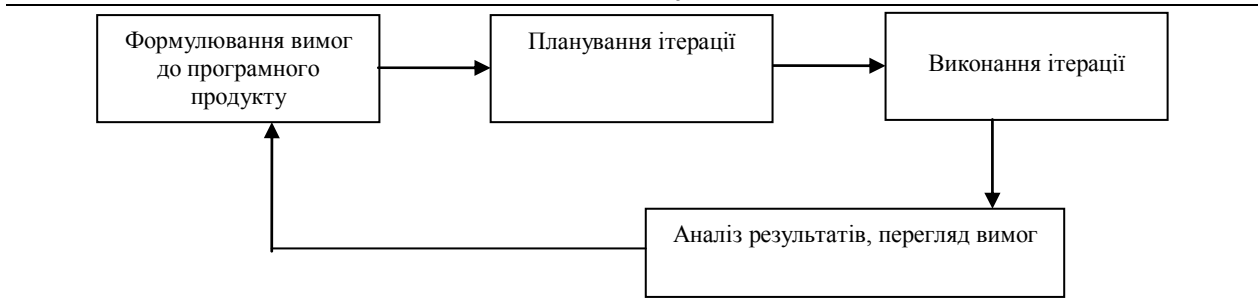 Формулювання вимог
до програмного
продукту
Планування ітерації
Виконання ітерації
Аналіз результатів, перегляд вимог